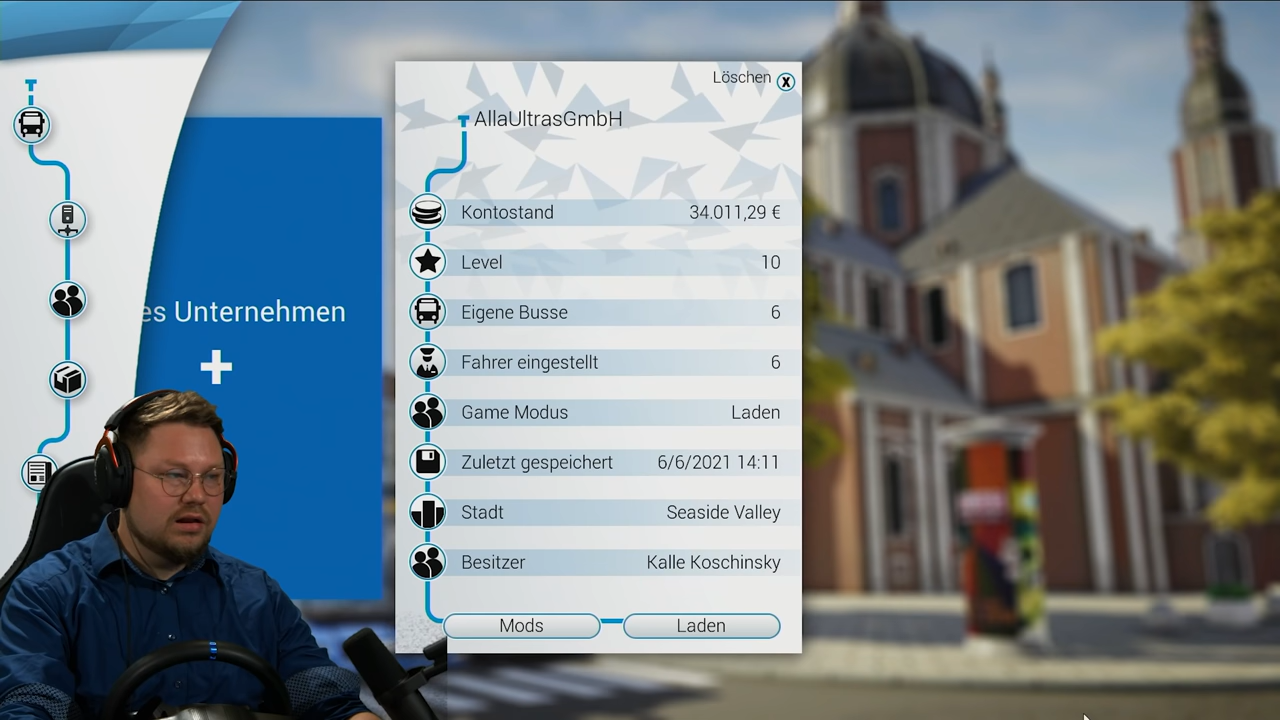 Löschen X
AllaUltrasGmbH
Kontostand 34.011,29 €
Level 10
Eigene Busse 6
Fahrer eingestellt 6
Game Modus Laden
Zuletzt gespeichert 6/6/2021 14:11
Stadt Seaside Valley
Besitzer Kalle Koschinsky
Mods Laden
es Unternehmen
+